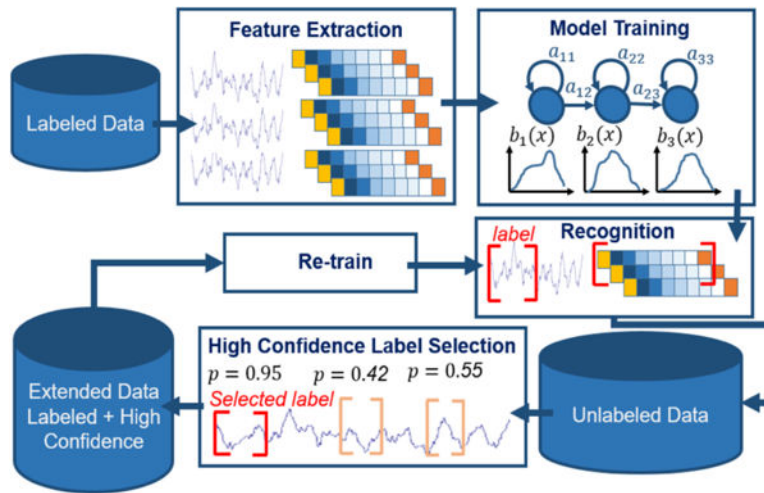 Feature Extraction
Labeled Data
Model Training
a₁₁
a₂₂
a₃₃
a₁₂
a₂₃
b₁(x)
b₂(x)
b₃(x)
label
Recognition
Re-train
High Confidence Label Selection
p = 0.95
p = 0.42
p = 0.55
Selected label
Extended Data
Labeled + High
Confidence
Unlabeled Data